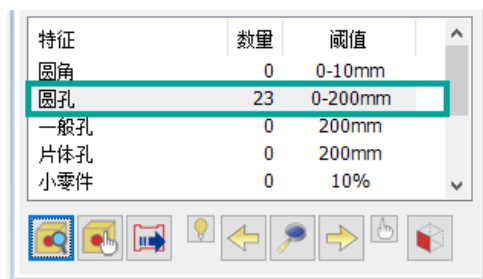 特征 数量 阈值
圆角 0 0-10mm
圆孔 23 0-200mm
一般孔 0 200mm
片体孔 0 200mm
小零件 0 10%